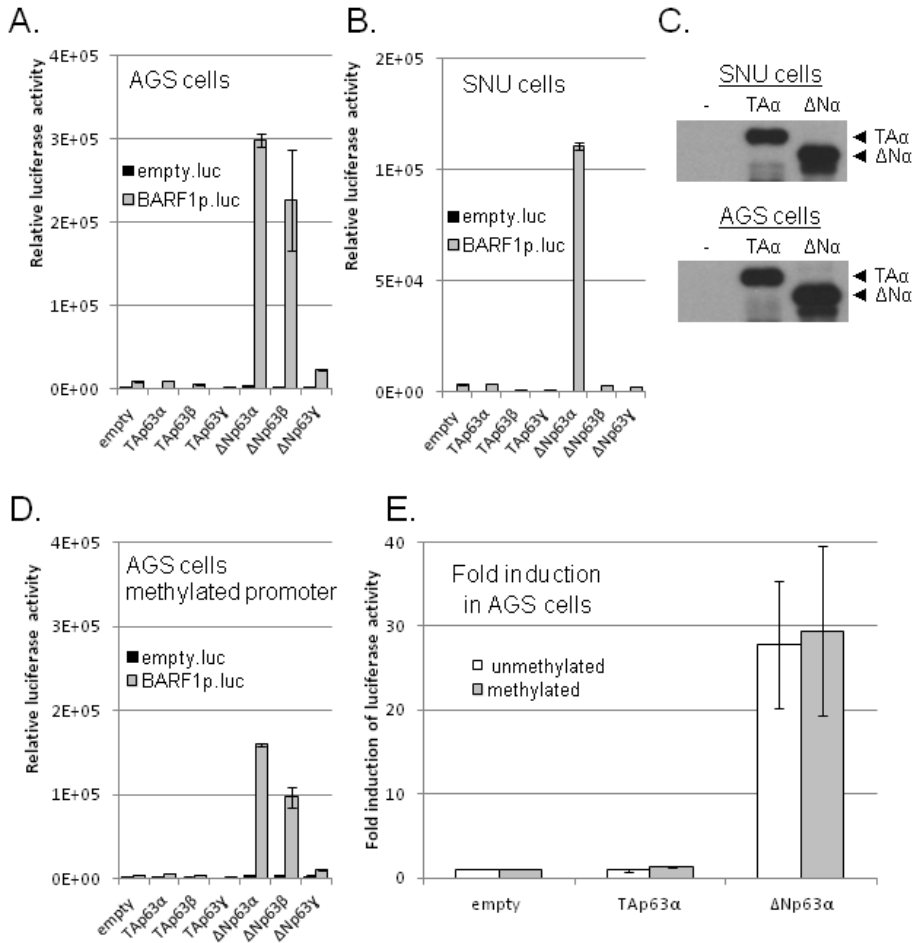 A.
Relative luciferase activity
4E+05
3E+05
2E+05
1E+05
0E+00
AGS cells
empty.luc
BARF1p.luc
empty
TAp63α
TAp63β
TAp63γ
ΔNp63α
ΔNp63β
ΔNp63γ
B.
Relative luciferase activity
2E+05
1E+05
5E+04
0E+00
SNU cells
empty.luc
BARF1p.luc
empty
TAp63α
TAp63β
TAp63γ
ΔNp63α
ΔNp63β
ΔNp63γ
C.
SNU cells
- TAα ΔNα
TAα
ΔNα
AGS cells
- TAα ΔNα
TAα
ΔNα
D.
Relative luciferase activity
4E+05
3E+05
2E+05
1E+05
0E+00
AGS cells
methylated promoter
empty.luc
BARF1p.luc
empty
TAp63α
TAp63β
TAp63γ
ΔNp63α
ΔNp63β
ΔNp63γ
E.
Fold induction of luciferase activity
40
30
20
10
0
Fold induction
in AGS cells
unmethylated
methylated
empty
TAp63α
ΔNp63α